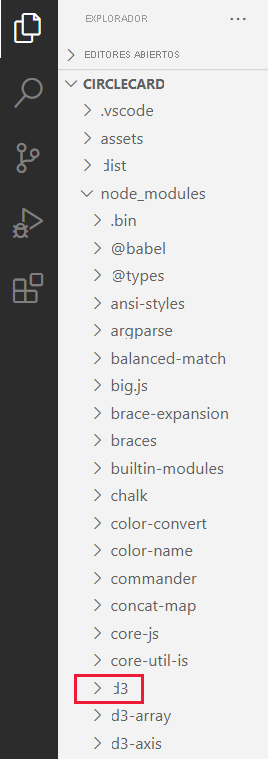 EXPLORADOR
EDITORES ABIERTOS
CIRCLECARD
.vscode
assets
dist
node_modules
.bin
@babel
@types
ansi-styles
argparse
balanced-match
big.js
brace-expansion
braces
builtin-modules
chalk
color-convert
color-name
commander
concat-map
core-js
core-util-is
d3
d3-array
d3-axis